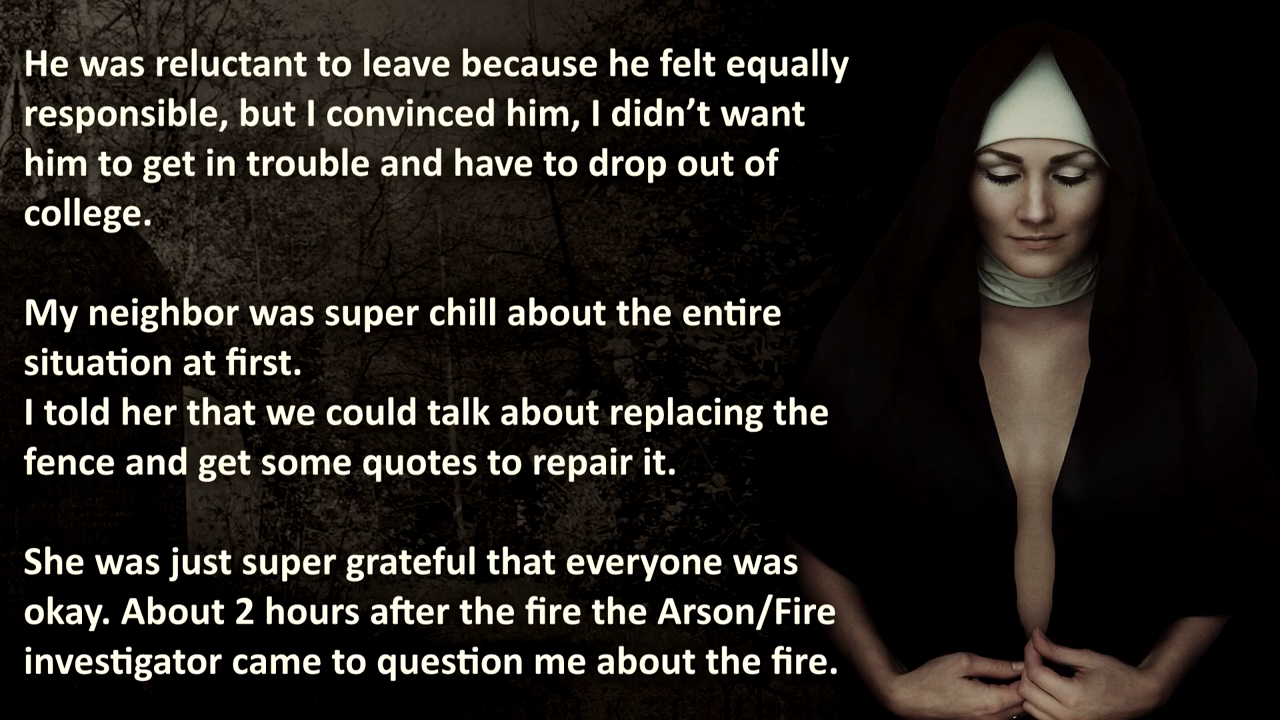 He was reluctant to leave because he felt equally
responsible, but I convinced him, I didn’t want
him to get in trouble and have to drop out of
college.
My neighbor was super chill about the entire
situation at first.
I told her that we could talk about replacing the
fence and get some quotes to repair it.
She was just super grateful that everyone was
okay. About 2 hours after the fire the Arson/Fire
investigator came to question me about the fire.